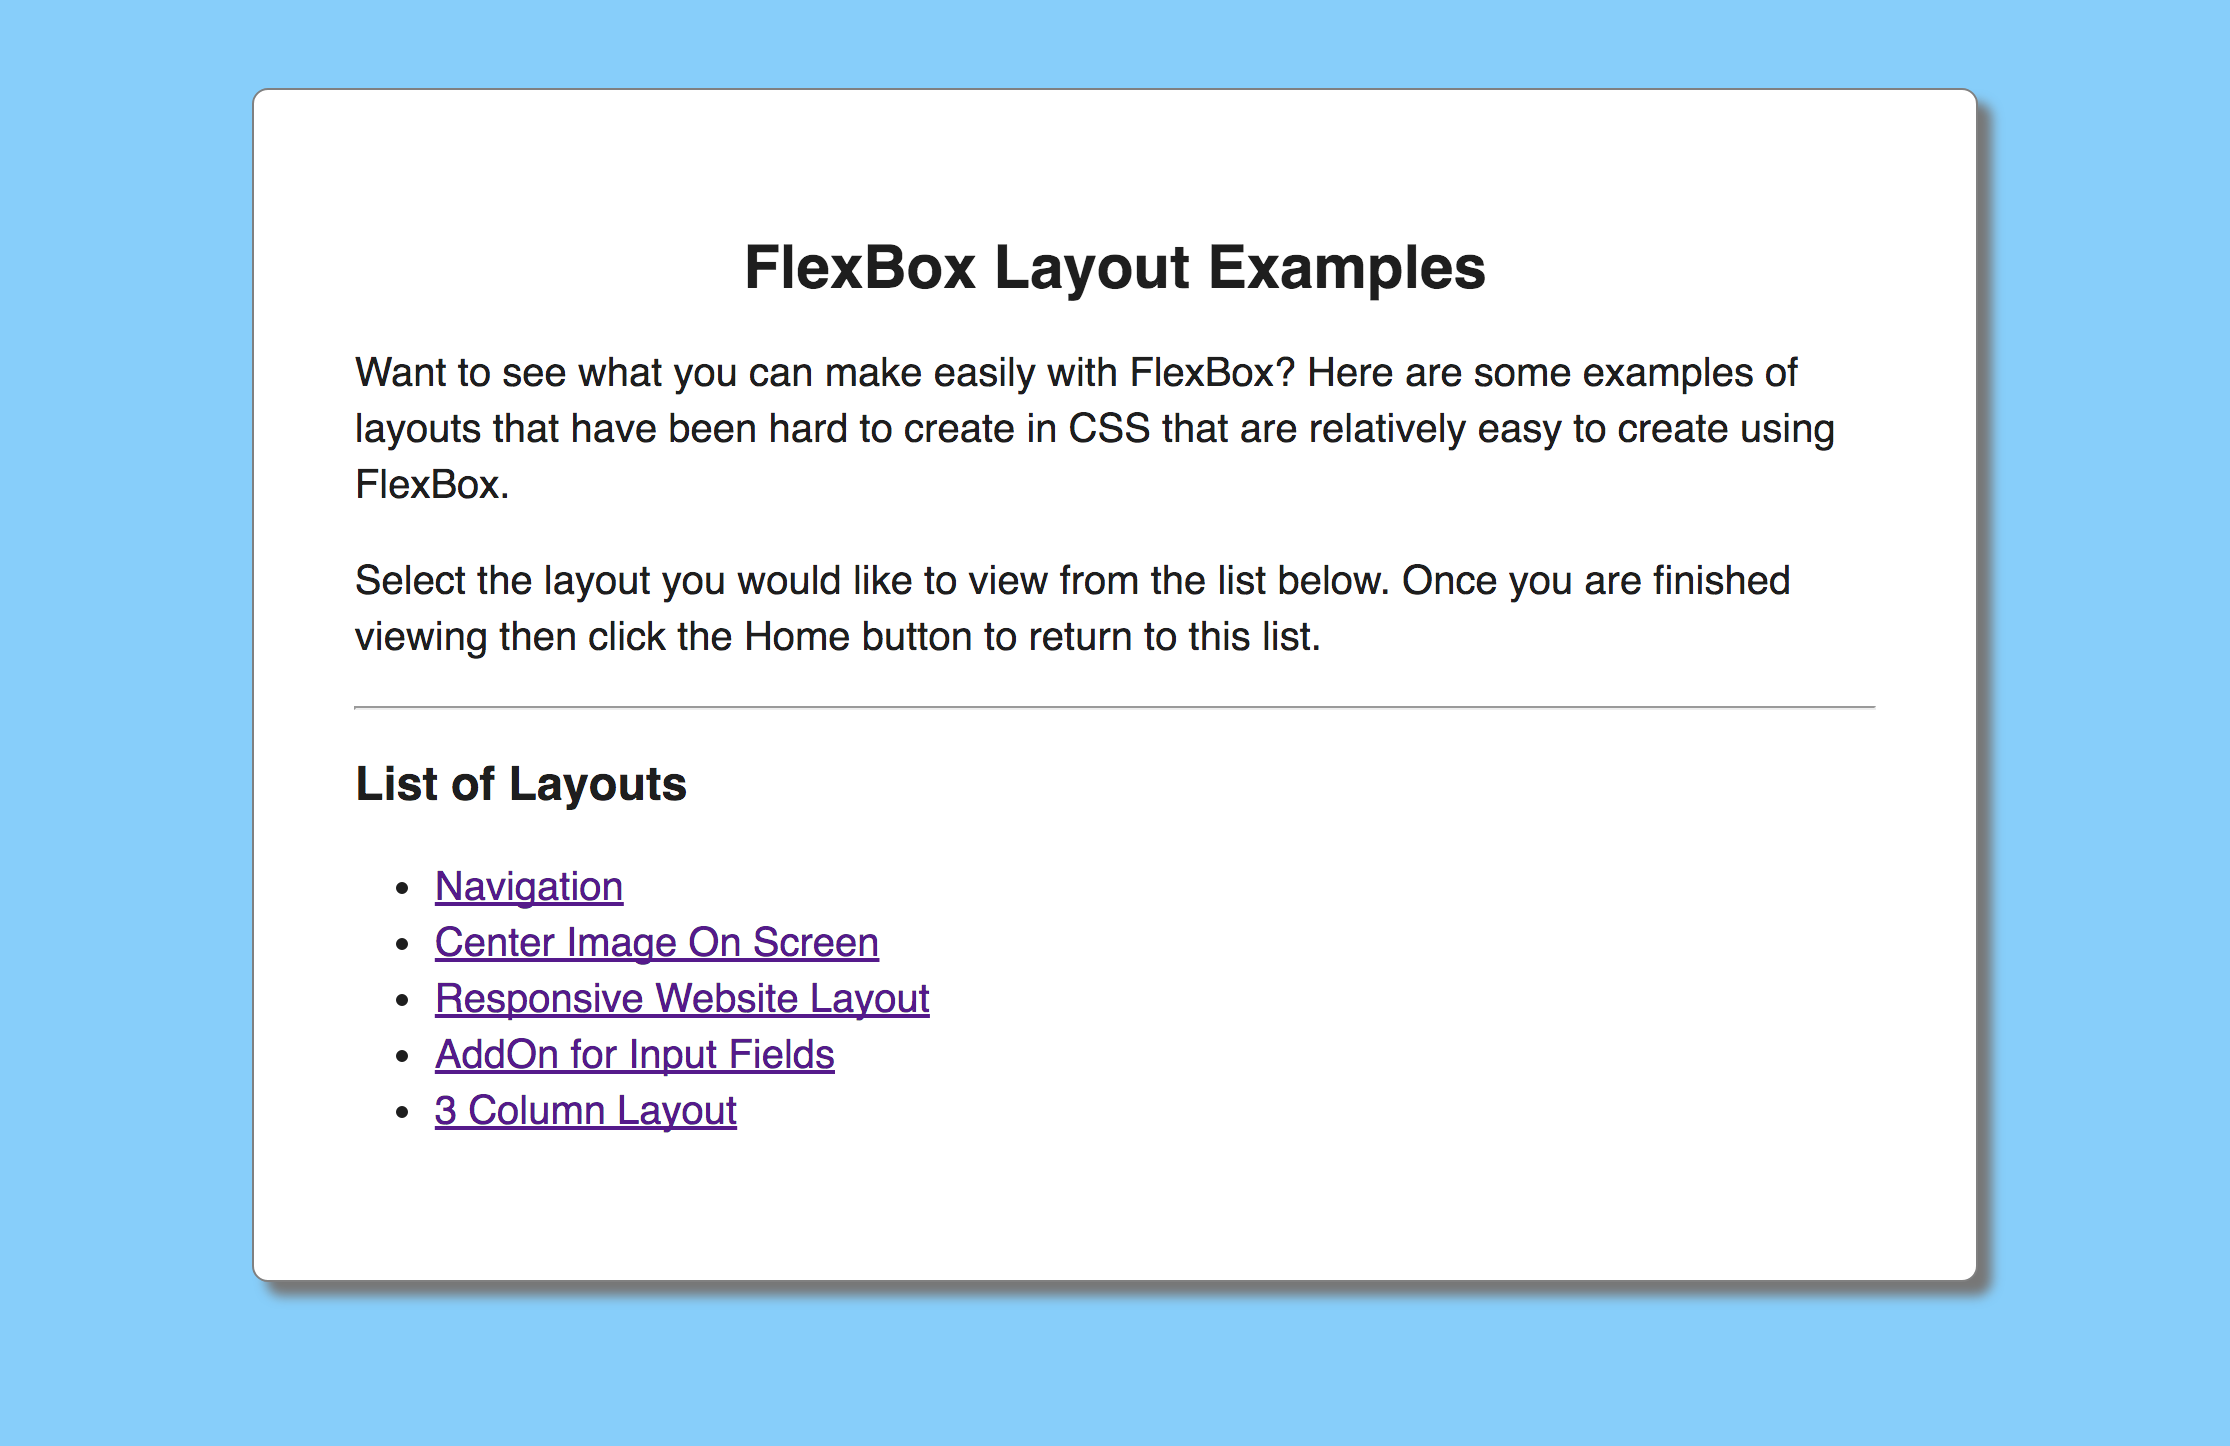 FlexBox Layout Examples
Want to see what you can make easily with FlexBox? Here are some examples of
layouts that have been hard to create in CSS that are relatively easy to create using
FlexBox.
Select the layout you would like to view from the list below. Once you are finished
viewing then click the Home button to return to this list.
List of Layouts
• Navigation
• Center Image On Screen
• Responsive Website Layout
• AddOn for Input Fields
• 3 Column Layout